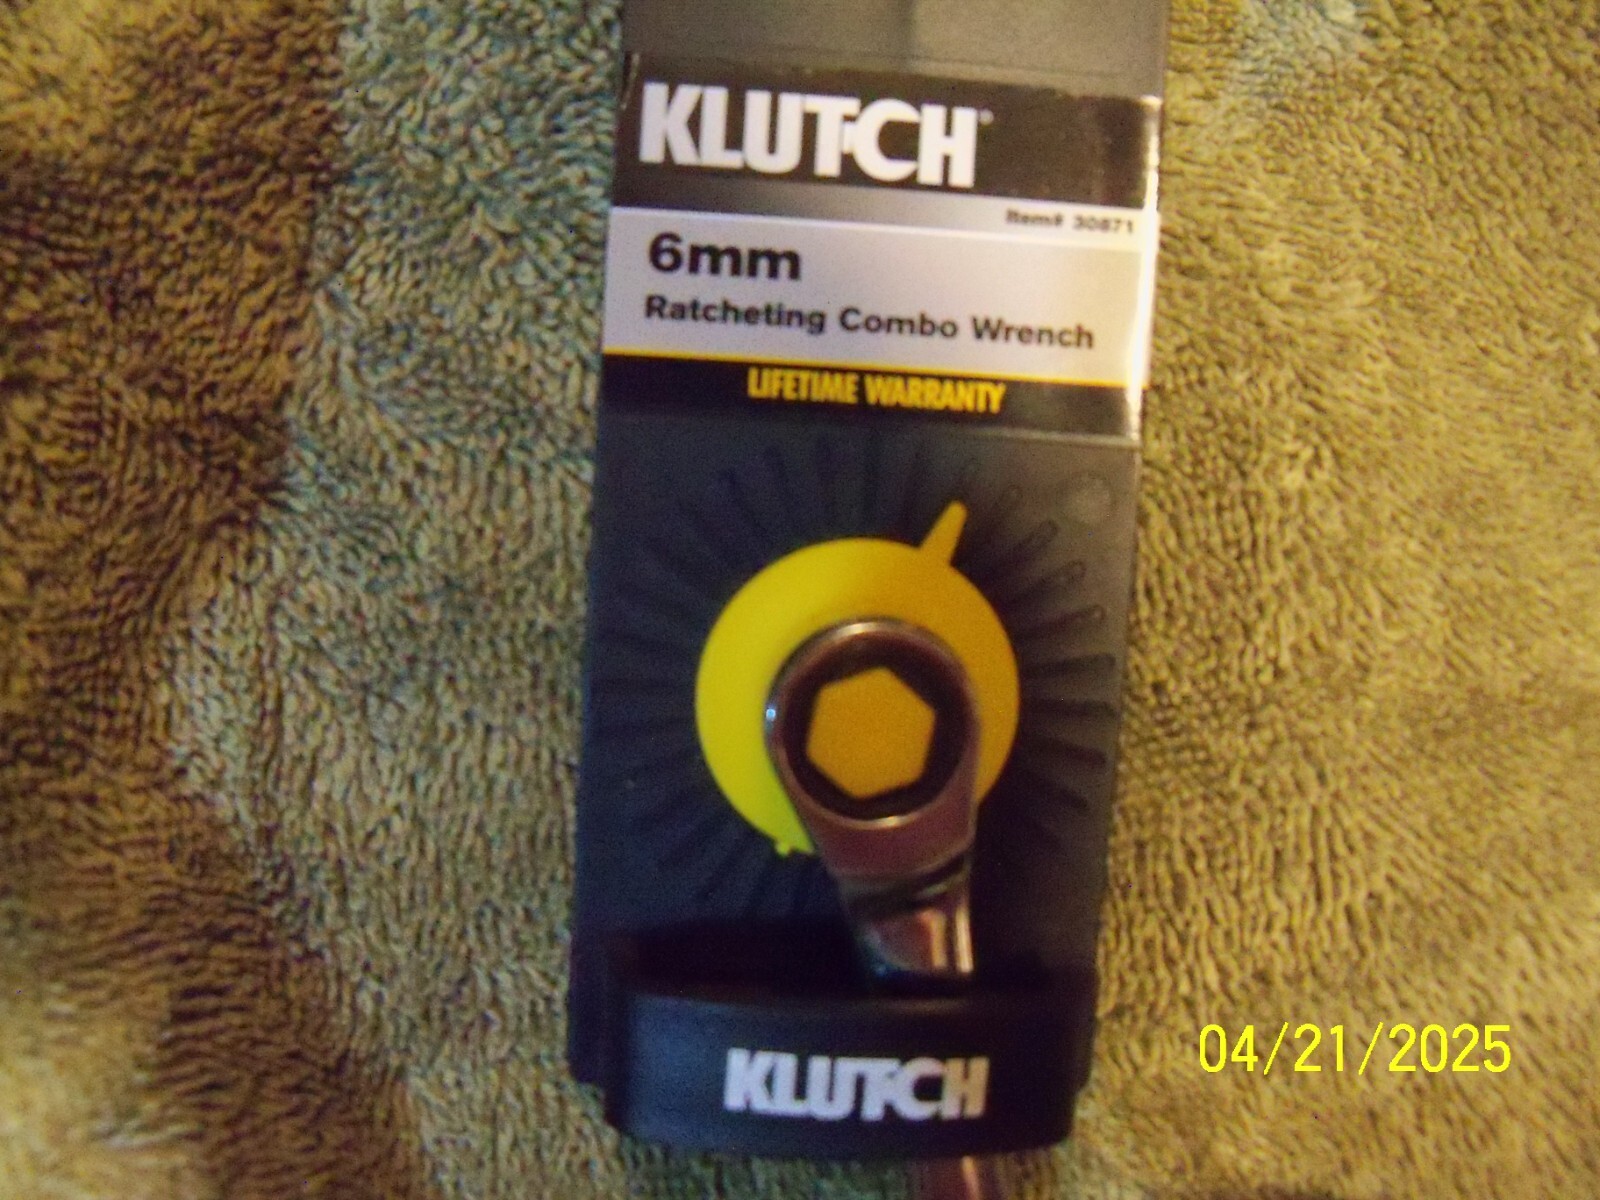 KLUTCH
Item# 30871
6mm
Ratcheting Combo Wrench
LIFETIME WARRANTY
KLUTCH
04/21/2025